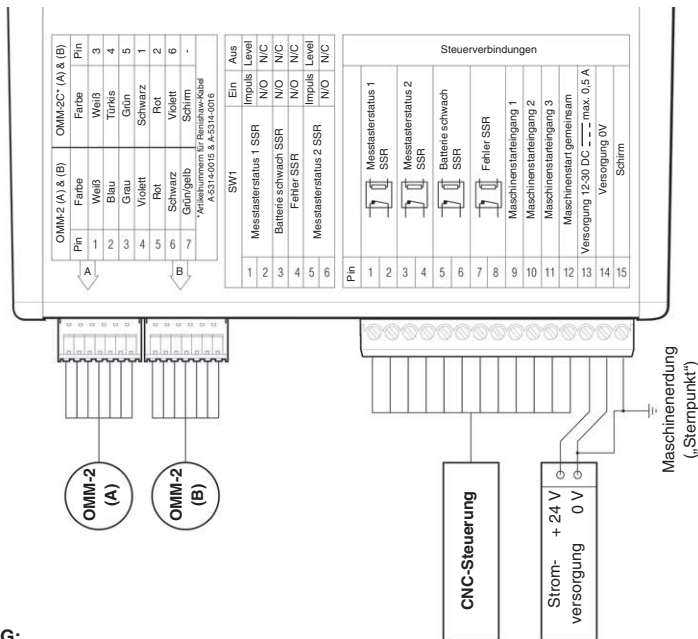 OMM-2 (A) & (B) OMM-2C* (A) & (B)
Pin Farbe Farbe Pin
1 Weiß Weiß 3
2 Blau Türkis 4
3 Grau Grün 5
4 Violett Schwarz 1
5 Rot Rot 2
6 Schwarz Violett 6
7 Grün/gelb Schirm -
*Artikelnummern für Renishaw-Kabel
A-5314-0015 & A-5314-0016
A
B
SW1 Ein Aus
1 Messtasterstatus 1 SSR Impuls Level
2 N/O N/C
3 Batterie schwach SSR N/O N/C
4 Fehler SSR N/O N/C
5 Messtasterstatus 2 SSR Impuls Level
6 N/O N/C
Pin Steuerverbindungen
1 Messtasterstatus 1
2 SSR
3 Messtasterstatus 2
4 SSR
5 Batterie schwach
6 SSR
7 Fehler SSR
8
9 Maschinenstarteingang 1
10 Maschinenstarteingang 2
11 Maschinenstarteingang 3
12 Maschinenstart gemeinsam
13 Versorgung 12-30 DC ⎓ max. 0,5 A
14 Versorgung 0V
15 Schirm
OMM-2
(A)
OMM-2
(B)
CNC-Steuerung
Strom- + 24 V
versorgung 0 V
Maschinenerdung
(„Sternpunkt")
G: